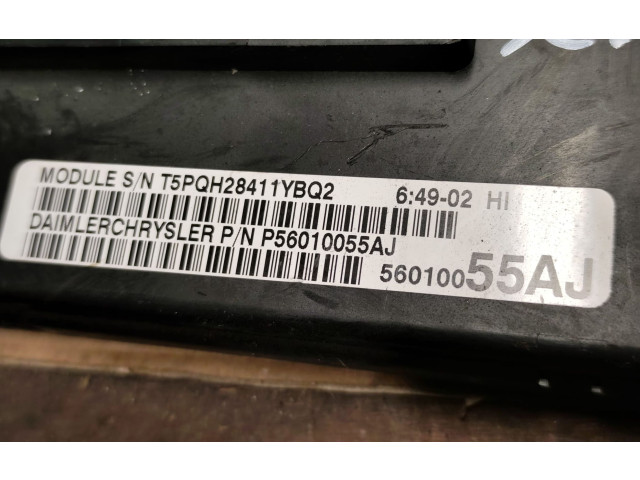 MODULE S/N T5PQH28411YBQ2 6:49-02 HI
DAIMLERCHRYSLER P/N P56010055AJ
56010055AJ